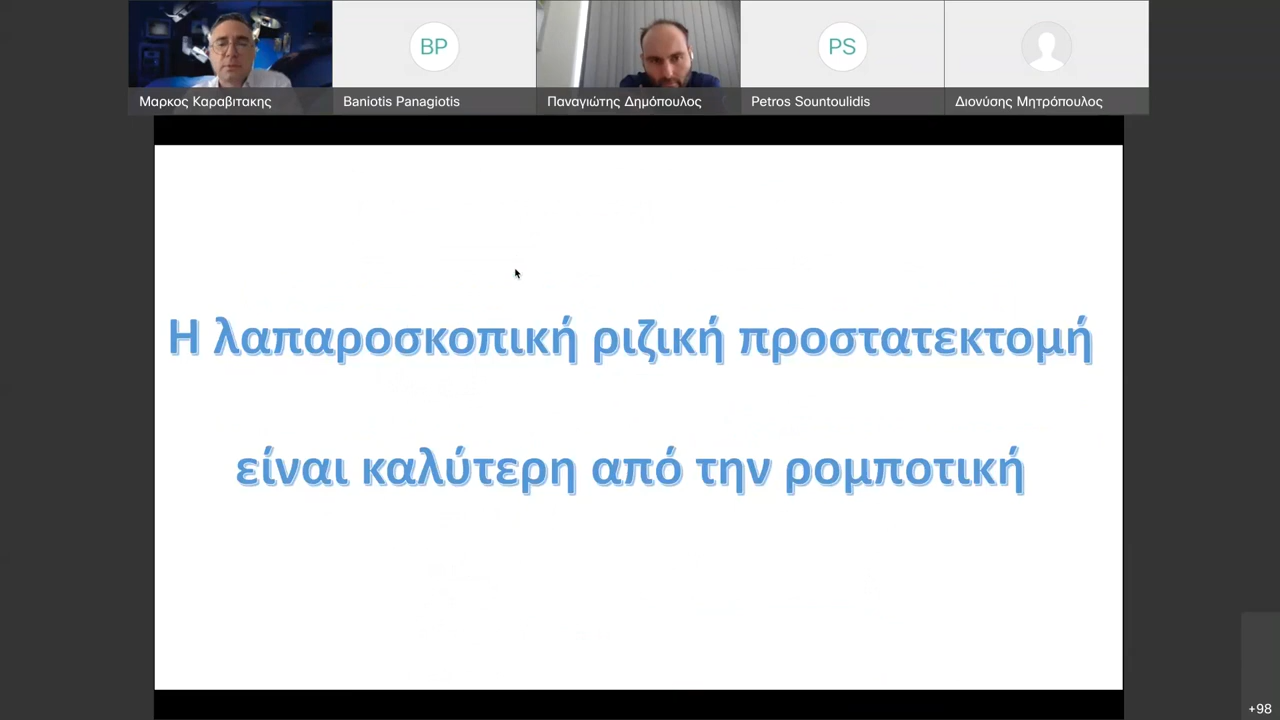 Μαρκος Καραβιτακης
BP
Baniotis Panagiotis
Παναγιώτης Δημόπουλος
PS
Petros Sountoulidis
Διονύσης Μητρόπουλος
Η λαπαροσκοπική ριζική προστατεκτομή
είναι καλύτερη από την ρομποτική
+98